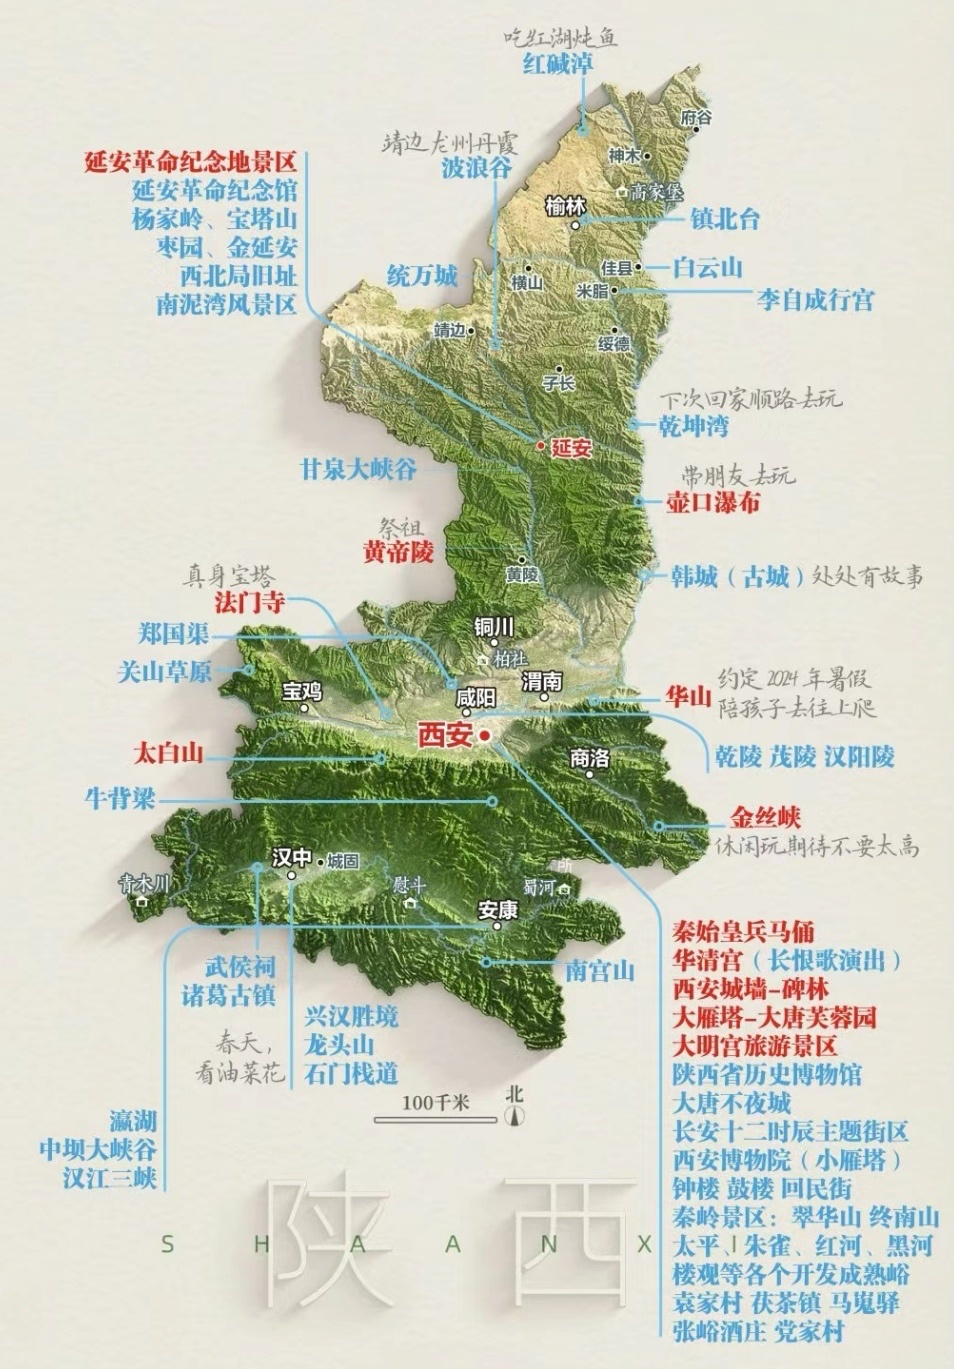 吃红湖炖鱼
红碱淖
府谷
靖边龙州丹霞
波浪谷
神木
高家堡
延安革命纪念地景区
延安革命纪念馆
杨家岭、宝塔山
枣园、金延安
西北局旧址
南泥湾风景区
榆林
镇北台
统万城
横山
佳县
白云山
米脂
李自成行宫
靖边
绥德
子长
下次回家顺路去玩
乾坤湾
延安
甘泉大峡谷
带朋友去玩
壶口瀑布
祭祖
黄帝陵
黄陵
韩城（古城）处处有故事
真身宝塔
法门寺
郑国渠
关山草原
铜川
柏社
宝鸡
咸阳
渭南
华山
约定2024年暑假
陪孩子去往上爬
西安
太白山
商洛
乾陵 茂陵 汉阳陵
牛背梁
金丝峡
休闲玩期待不要太高
汉中
城固
青木川
慰斗
所
蜀河
安康
武侯祠
诸葛古镇
南宫山
春天，
看油菜花
兴汉胜境
龙头山
石门栈道
瀛湖
中坝大峡谷
汉江三峡
100千米
北
秦始皇兵马俑
华清宫（长恨歌演出）
西安城墙-碑林
大雁塔-大唐芙蓉园
大明宫旅游景区
陕西省历史博物馆
大唐不夜城
长安十二时辰主题街区
西安博物院（小雁塔）
钟楼 鼓楼 回民街
秦岭景区：翠华山 终南山
太平、朱雀、红河、黑河
楼观等各个开发成熟峪
袁家村 茯茶镇 马嵬驿
张峪酒庄 党家村
陕西
SHAANXI